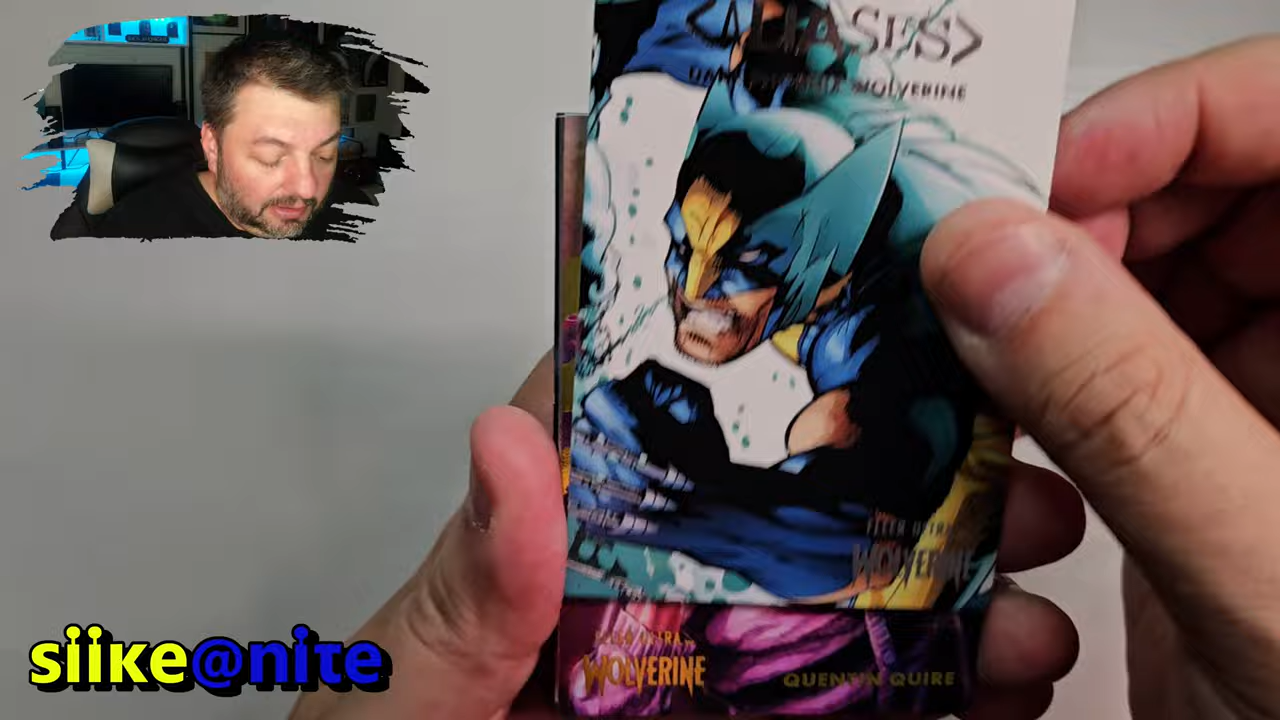 <ALIASES>
WOLVERINE
FLEER ULTRA
WOLVERINE
FLEER ULTRA
WOLVERINE
QUENTIN QUIRE
siike@nite